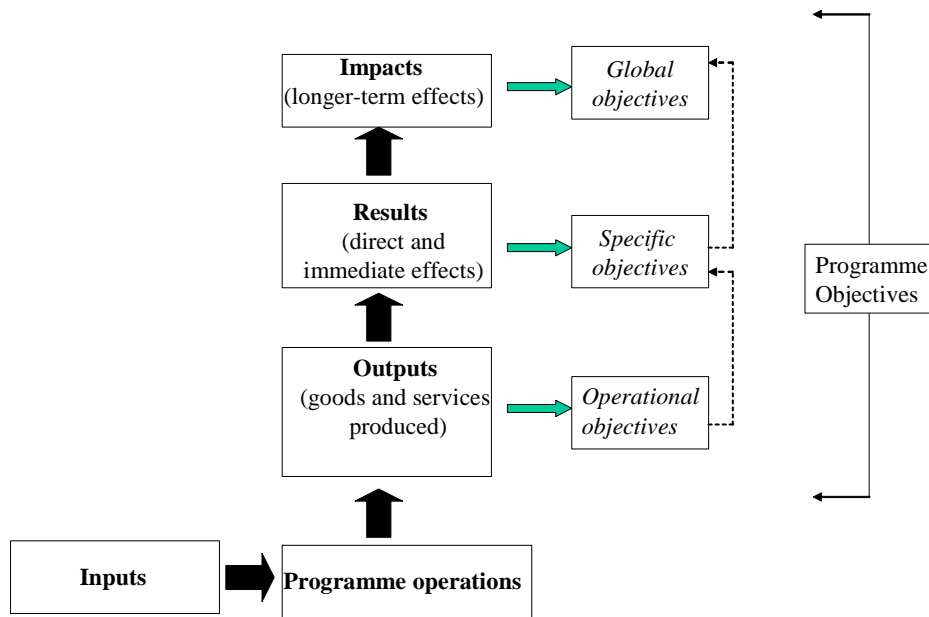 Impacts
(longer-term effects)
Global
objectives
Results
(direct and
immediate effects)
Specific
objectives
Programme
Objectives
Outputs
(goods and services
produced)
Operational
objectives
Inputs
Programme operations